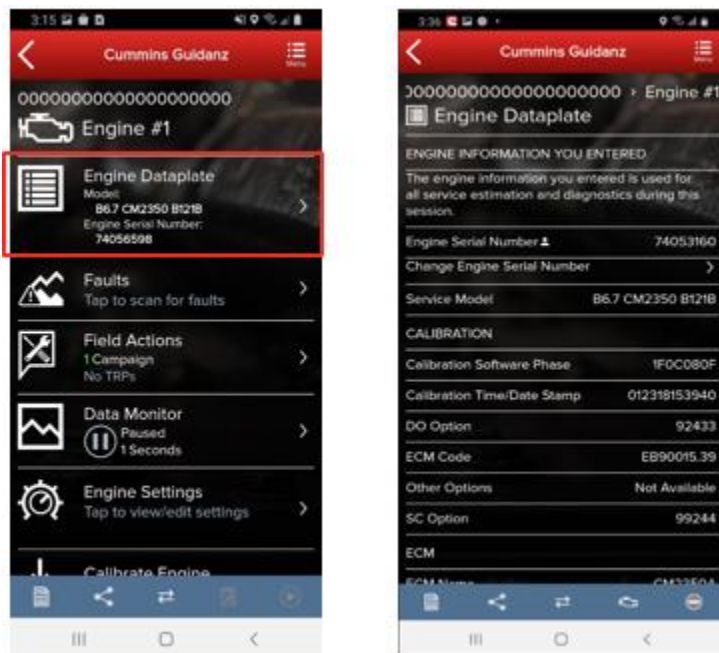 3:15
Cummins Guidanz
Menu
00000000000000000000
Engine #1
Engine Dataplate
Model:
B6.7 CM2350 B121B
Engine Serial Number:
74056598
Faults
Tap to scan for faults
Field Actions
1 Campaign
No TRPs
Data Monitor
Paused
1 Seconds
Engine Settings
Tap to view/edit settings
Calibrate Engine
3:36
Cummins Guidanz
Menu
00000000000000000000 › Engine #1
Engine Dataplate
ENGINE INFORMATION YOU ENTERED
The engine information you entered is used for
all service estimation and diagnostics during this
session.
Engine Serial Number 74053160
Change Engine Serial Number
Service Model B6.7 CM2350 B121B
CALIBRATION
Calibration Software Phase 1F0C080F
Calibration Time/Date Stamp 012318153940
DO Option 92433
ECM Code EB90015.39
Other Options Not Available
SC Option 99244
ECM
ECM Name